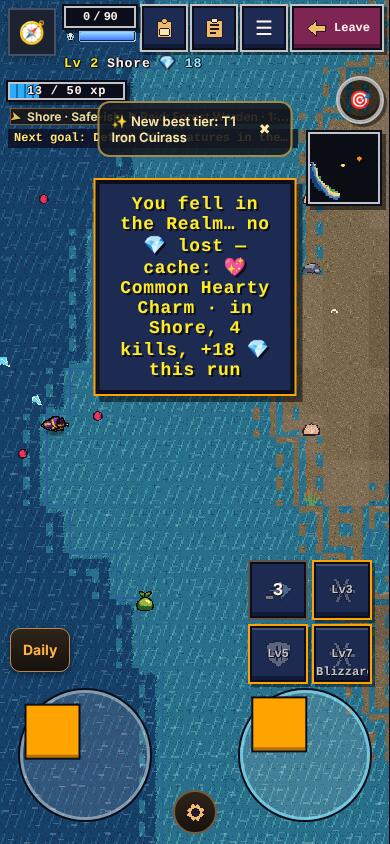 0 / 90
Leave
Lv 2 Shore 💎 18
13 / 50 xp
Shore · Safe
✨ New best tier: T1
Iron Cuirass
✖
Next goal:
You fell in
the Realm… no
💎 lost —
cache: 💖
Common Hearty
Charm · in
Shore, 4
kills, +18 💎
this run
3
Lv3
Lv5
Lv7
Blizzar
Daily